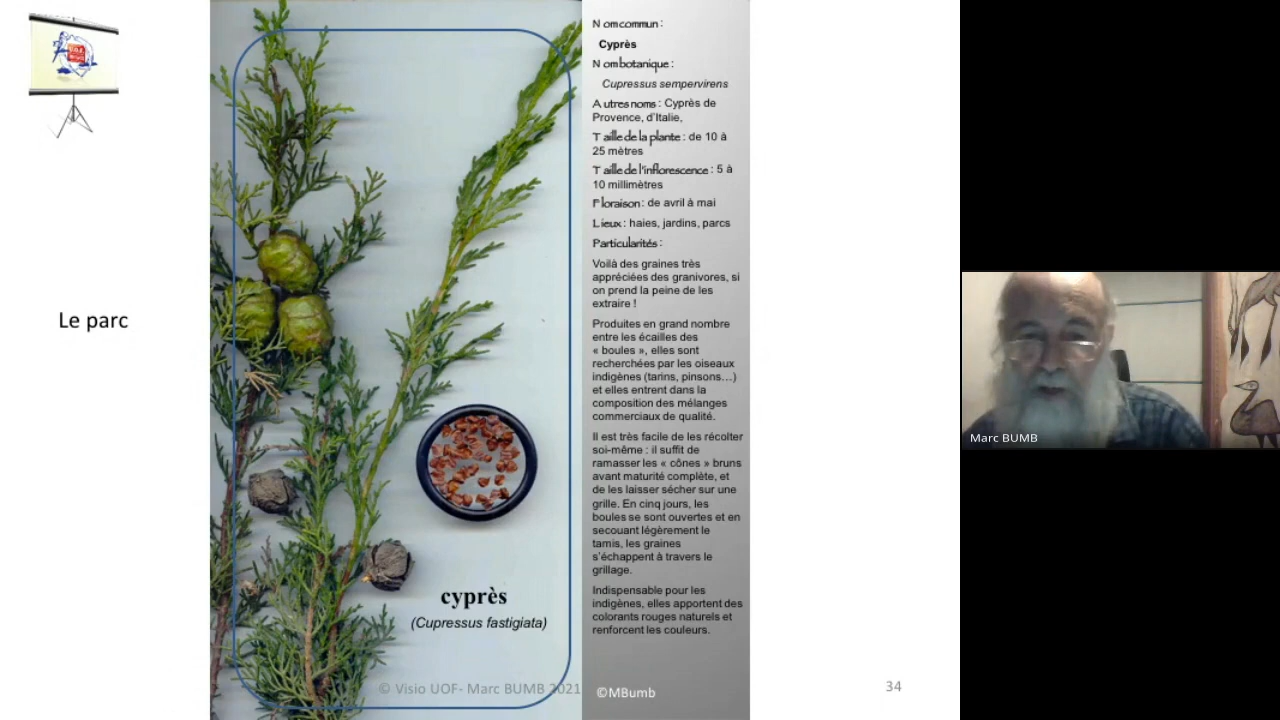 Le parc
cyprès
(Cupressus fastigiata)
© Visio UOF- Marc BUMB 2021
Nom commun :
Cyprès
Nom botanique :
Cupressus sempervirens
Autres noms : Cyprès de
Provence, d'Italie,
Taille de la plante : de 10 à
25 mètres
Taille de l'inflorescence : 5 à
10 millimètres
Floraison : de avril à mai
Lieux : haies, jardins, parcs
Particularités :
Voilà des graines très
appréciées des granivores, si
on prend la peine de les
extraire !
Produites en grand nombre
entre les écailles des
« boules », elles sont
recherchées par les oiseaux
indigènes (tarins, pinsons…)
et elles entrent dans la
composition des mélanges
commerciaux de qualité.
Il est très facile de les récolter
soi-même : il suffit de
ramasser les « cônes » bruns
avant maturité complète, et
de les laisser sécher sur une
grille. En cinq jours, les
boules se sont ouvertes et en
secouant légèrement le
tamis, les graines
s'échappent à travers le
grillage.
Indispensable pour les
indigènes, elles apportent des
colorants rouges naturels et
renforcent les couleurs.
©MBumb
34
Marc BUMB